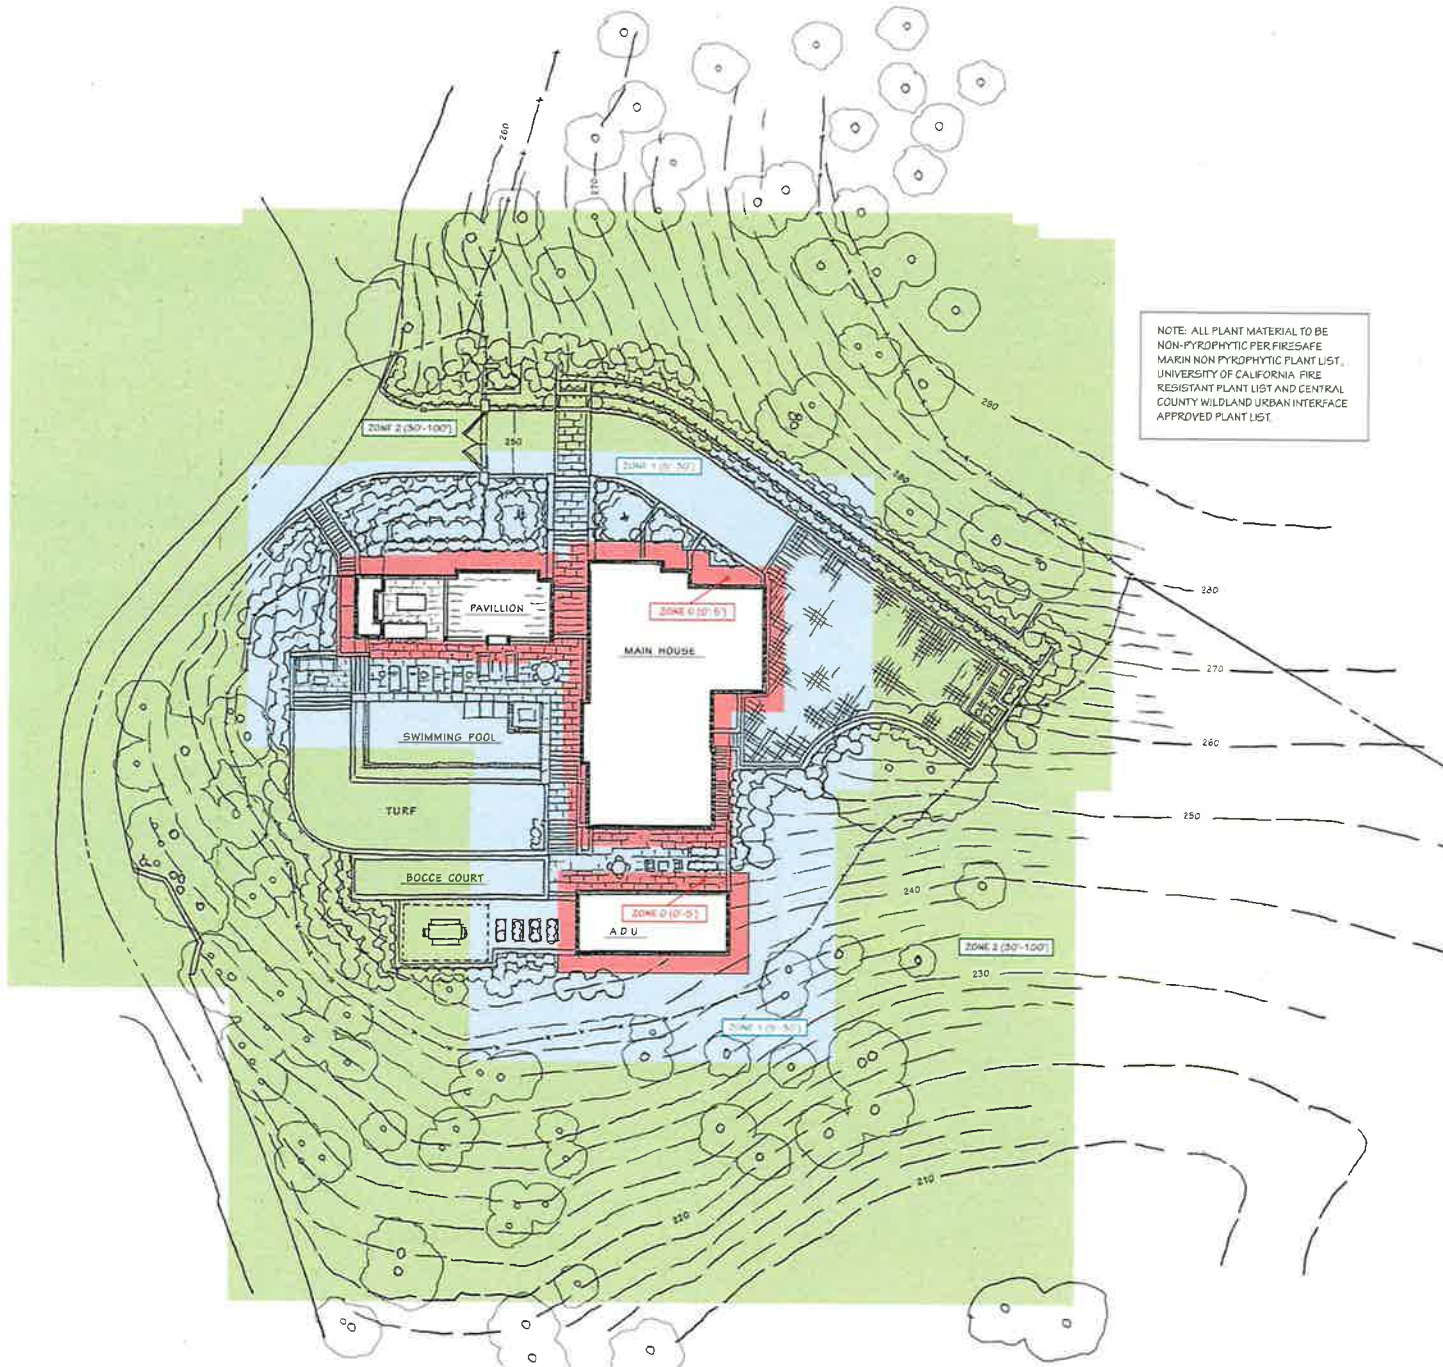 260
270
NOTE: ALL PLANT MATERIAL TO BE
NON-PYROPHYTIC PER FIRESAFE
MARIN NON PYROPHYTIC PLANT LIST,
UNIVERSITY OF CALIFORNIA FIRE
RESISTANT PLANT LIST AND CENTRAL
COUNTY WILDLAND URBAN INTERFACE
APPROVED PLANT LIST.
290
ZONE 2 (30'-100')
250
ZONE 1 (5'-30')
280
280
PAVILLION
ZONE 0 (0'-5')
MAIN HOUSE
270
SWIMMING POOL
260
TURF
250
BOCCE COURT
240
ZONE 0 (0'-5')
ADU
ZONE 2 (30'-100')
230
ZONE 1 (5'-30')
210
220